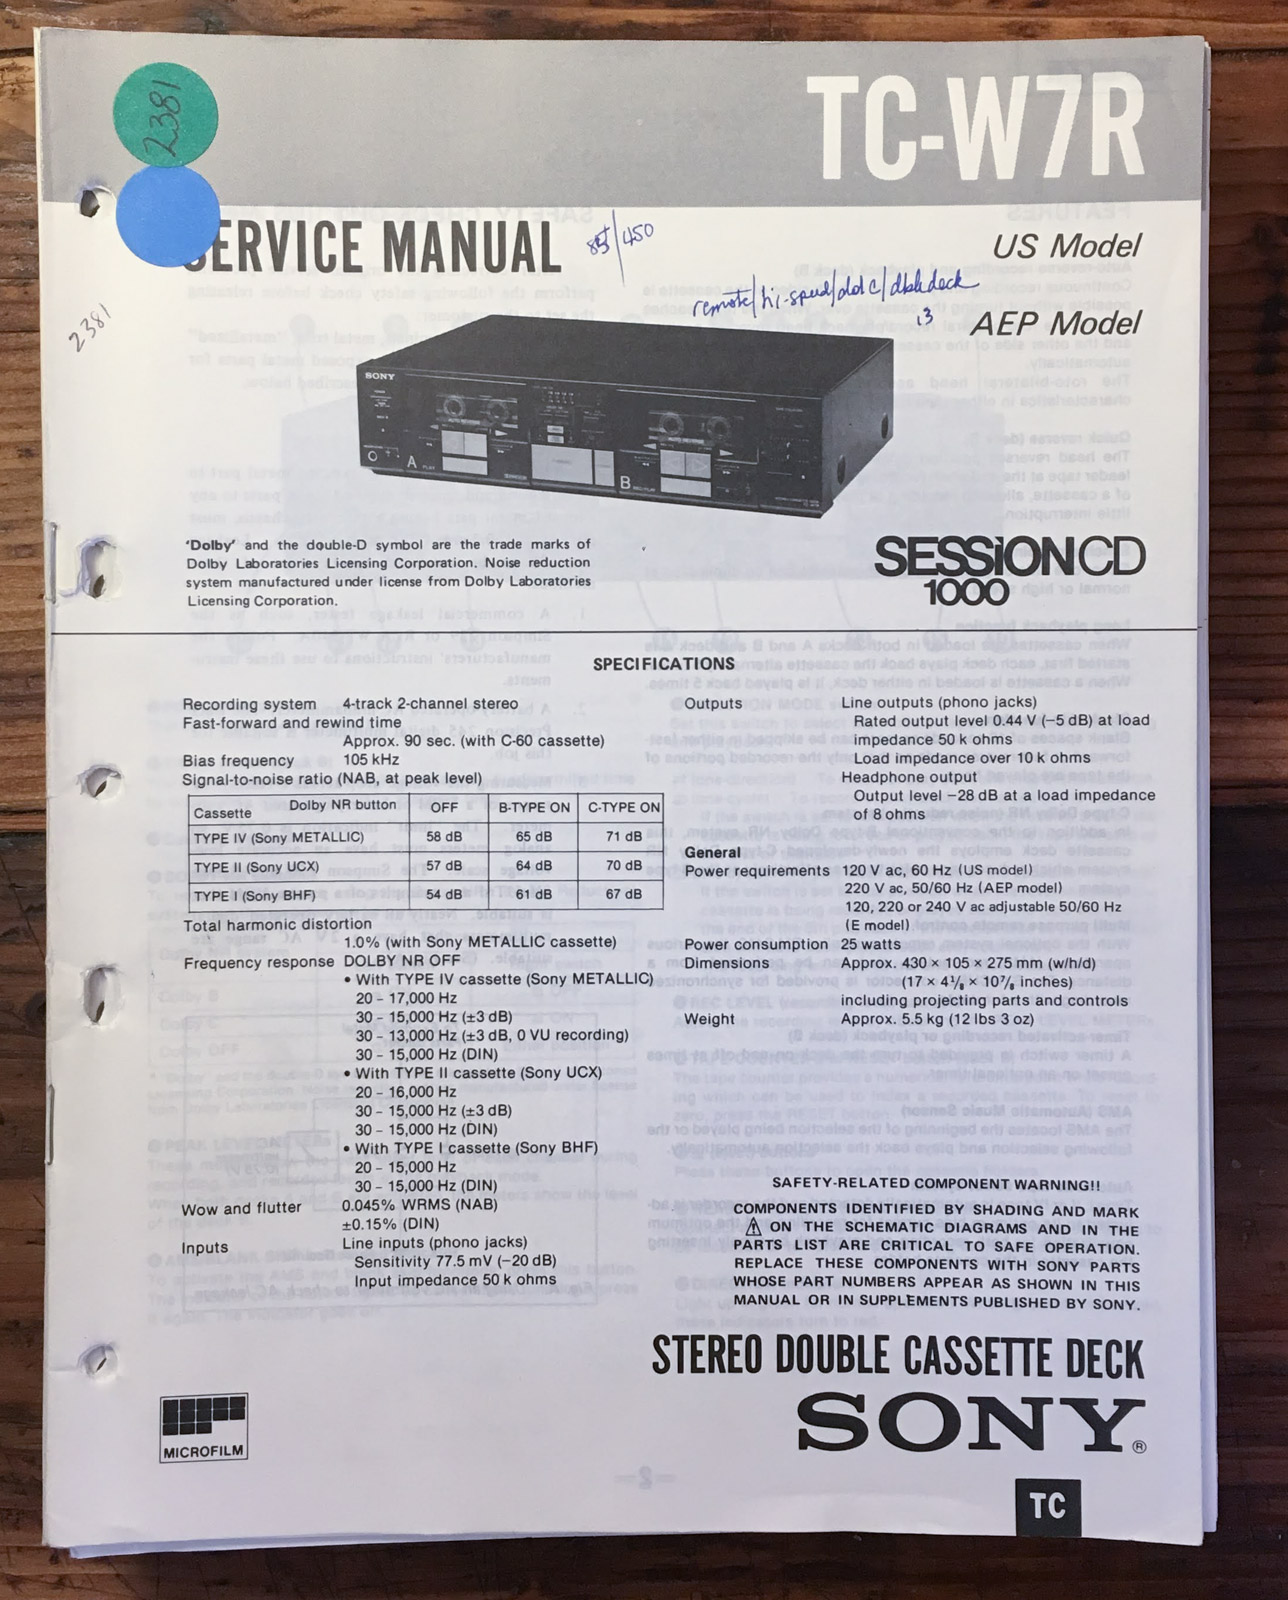 TC-W7R
2381
SERVICE MANUAL
85/450
US Model
remote/hi-speed/dol c/dbl deck
i3
AEP Model
2381
SONY
A PLAY
B REC/PLAY
'Dolby' and the double-D symbol are the trade marks of
Dolby Laboratories Licensing Corporation. Noise reduction
system manufactured under license from Dolby Laboratories
Licensing Corporation.
SESSiON CD
1000
SPECIFICATIONS
Recording system 4-track 2-channel stereo
Fast-forward and rewind time
Approx. 90 sec. (with C-60 cassette)
Bias frequency 105 kHz
Signal-to-noise ratio (NAB, at peak level)
Cassette Dolby NR button OFF B-TYPE ON C-TYPE ON
TYPE IV (Sony METALLIC) 58 dB 65 dB 71 dB
TYPE II (Sony UCX) 57 dB 64 dB 70 dB
TYPE I (Sony BHF) 54 dB 61 dB 67 dB
Total harmonic distortion
1.0% (with Sony METALLIC cassette)
Frequency response DOLBY NR OFF
• With TYPE IV cassette (Sony METALLIC)
20 – 17,000 Hz
30 – 15,000 Hz (±3 dB)
30 – 13,000 Hz (±3 dB, 0 VU recording)
30 – 15,000 Hz (DIN)
• With TYPE II cassette (Sony UCX)
20 – 16,000 Hz
30 – 15,000 Hz (±3 dB)
30 – 15,000 Hz (DIN)
• With TYPE I cassette (Sony BHF)
20 – 15,000 Hz
30 – 15,000 Hz (DIN)
Wow and flutter 0.045% WRMS (NAB)
±0.15% (DIN)
Inputs Line inputs (phono jacks)
Sensitivity 77.5 mV (−20 dB)
Input impedance 50 k ohms
Outputs Line outputs (phono jacks)
Rated output level 0.44 V (−5 dB) at load
impedance 50 k ohms
Load impedance over 10 k ohms
Headphone output
Output level −28 dB at a load impedance
of 8 ohms
General
Power requirements 120 V ac, 60 Hz (US model)
220 V ac, 50/60 Hz (AEP model)
120, 220 or 240 V ac adjustable 50/60 Hz
(E model)
Power consumption 25 watts
Dimensions Approx. 430 × 105 × 275 mm (w/h/d)
(17 × 4 1/8 × 10 7/8 inches)
including projecting parts and controls
Weight Approx. 5.5 kg (12 lbs 3 oz)
SAFETY-RELATED COMPONENT WARNING!!
COMPONENTS IDENTIFIED BY SHADING AND MARK
⚠ ON THE SCHEMATIC DIAGRAMS AND IN THE
PARTS LIST ARE CRITICAL TO SAFE OPERATION.
REPLACE THESE COMPONENTS WITH SONY PARTS
WHOSE PART NUMBERS APPEAR AS SHOWN IN THIS
MANUAL OR IN SUPPLEMENTS PUBLISHED BY SONY.
STEREO DOUBLE CASSETTE DECK
SONY®
MICROFILM
TC